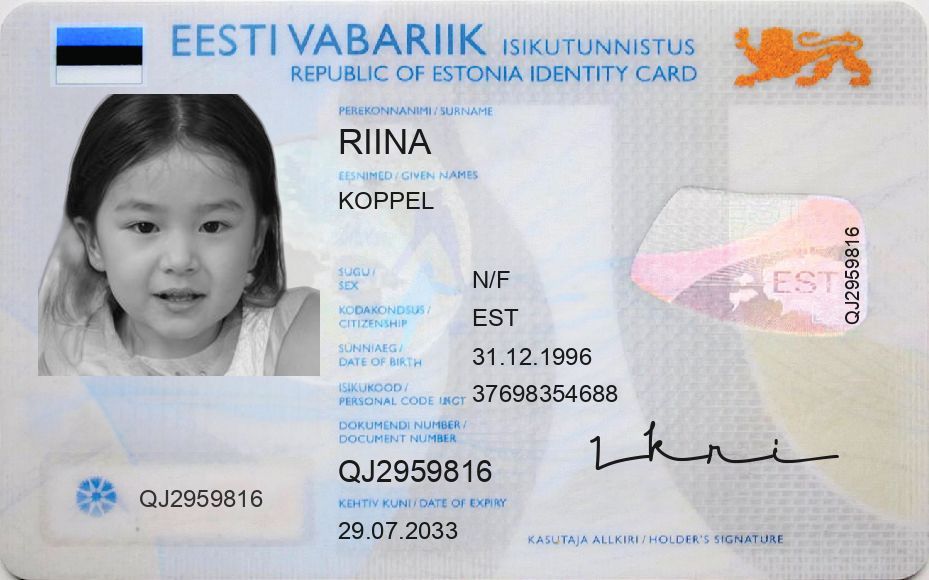 EESTI VABARIIK ISIKUTUNNISTUS
REPUBLIC OF ESTONIA IDENTITY CARD
PEREKONNANIMI / SURNAME
RIINA
EESNIMED / GIVEN NAMES
KOPPEL
SUGU /
SEX
N/F
KODAKONDSUS /
CITIZENSHIP
EST
SÜNNIAEG /
DATE OF BIRTH
31.12.1996
ISIKUKOOD /
PERSONAL CODE
37698354688
DOKUMENDI NUMBER /
DOCUMENT NUMBER
QJ2959816
KEHTIV KUNI / DATE OF EXPIRY
29.07.2033
QJ2959816
EST
QJ2959816
KASUTAJA ALLKIRI / HOLDER'S SIGNATURE